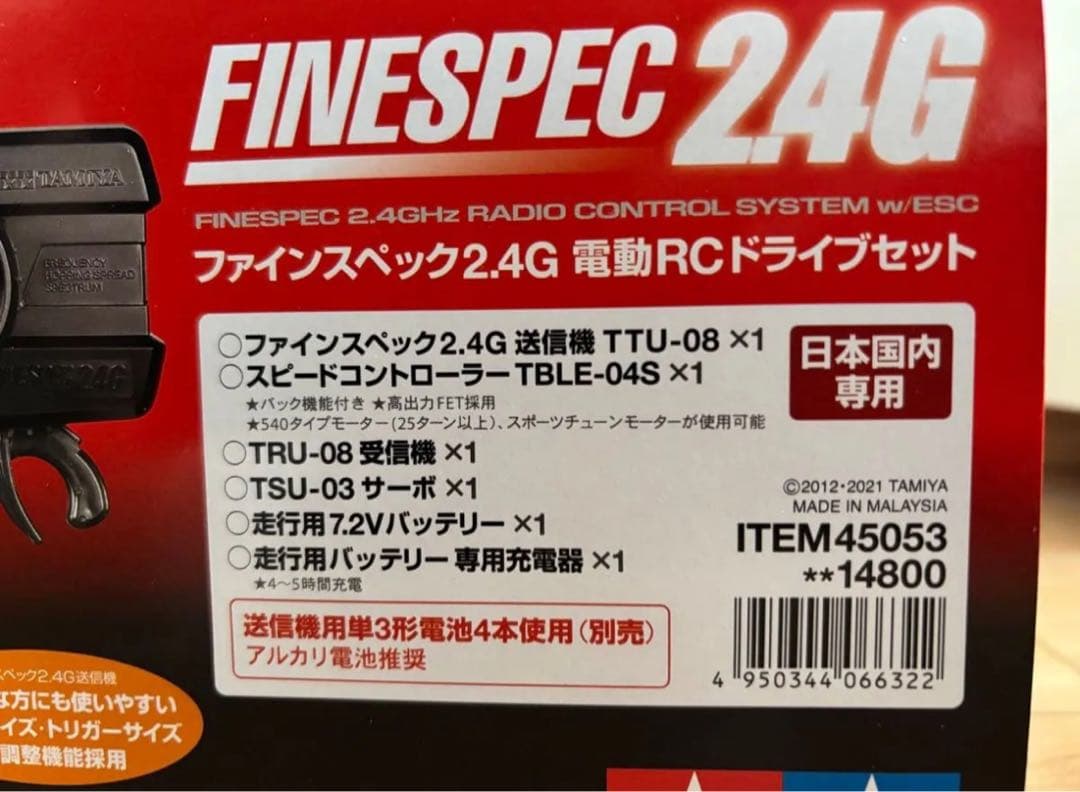 FINESPEC 2.4G
FINESPEC 2.4GHz RADIO CONTROL SYSTEM w/ESC
ファインスペック2.4G 電動RCドライブセット
TAMIYA
FREQUENCY
HOPPING SPREAD
SPECTRUM
FINESPEC 2.4G
○ファインスペック2.4G 送信機 TTU-08 ×1
○スピードコントローラー TBLE-04S ×1
★バック機能付き ★高出力FET採用
★540タイプモーター(25ターン以上)、スポーツチューンモーターが使用可能
○TRU-08 受信機 ×1
○TSU-03 サーボ ×1
○走行用7.2Vバッテリー ×1
○走行用バッテリー 専用充電器 ×1
★4〜5時間充電
送信機用単3形電池4本使用(別売)
アルカリ電池推奨
日本国内
専用
©2012・2021 TAMIYA
MADE IN MALAYSIA
ITEM 45053
**14800
4 950344 066322
スペック2.4G送信機
な方にも使いやすい
イズ・トリガーサイズ
調整機能採用